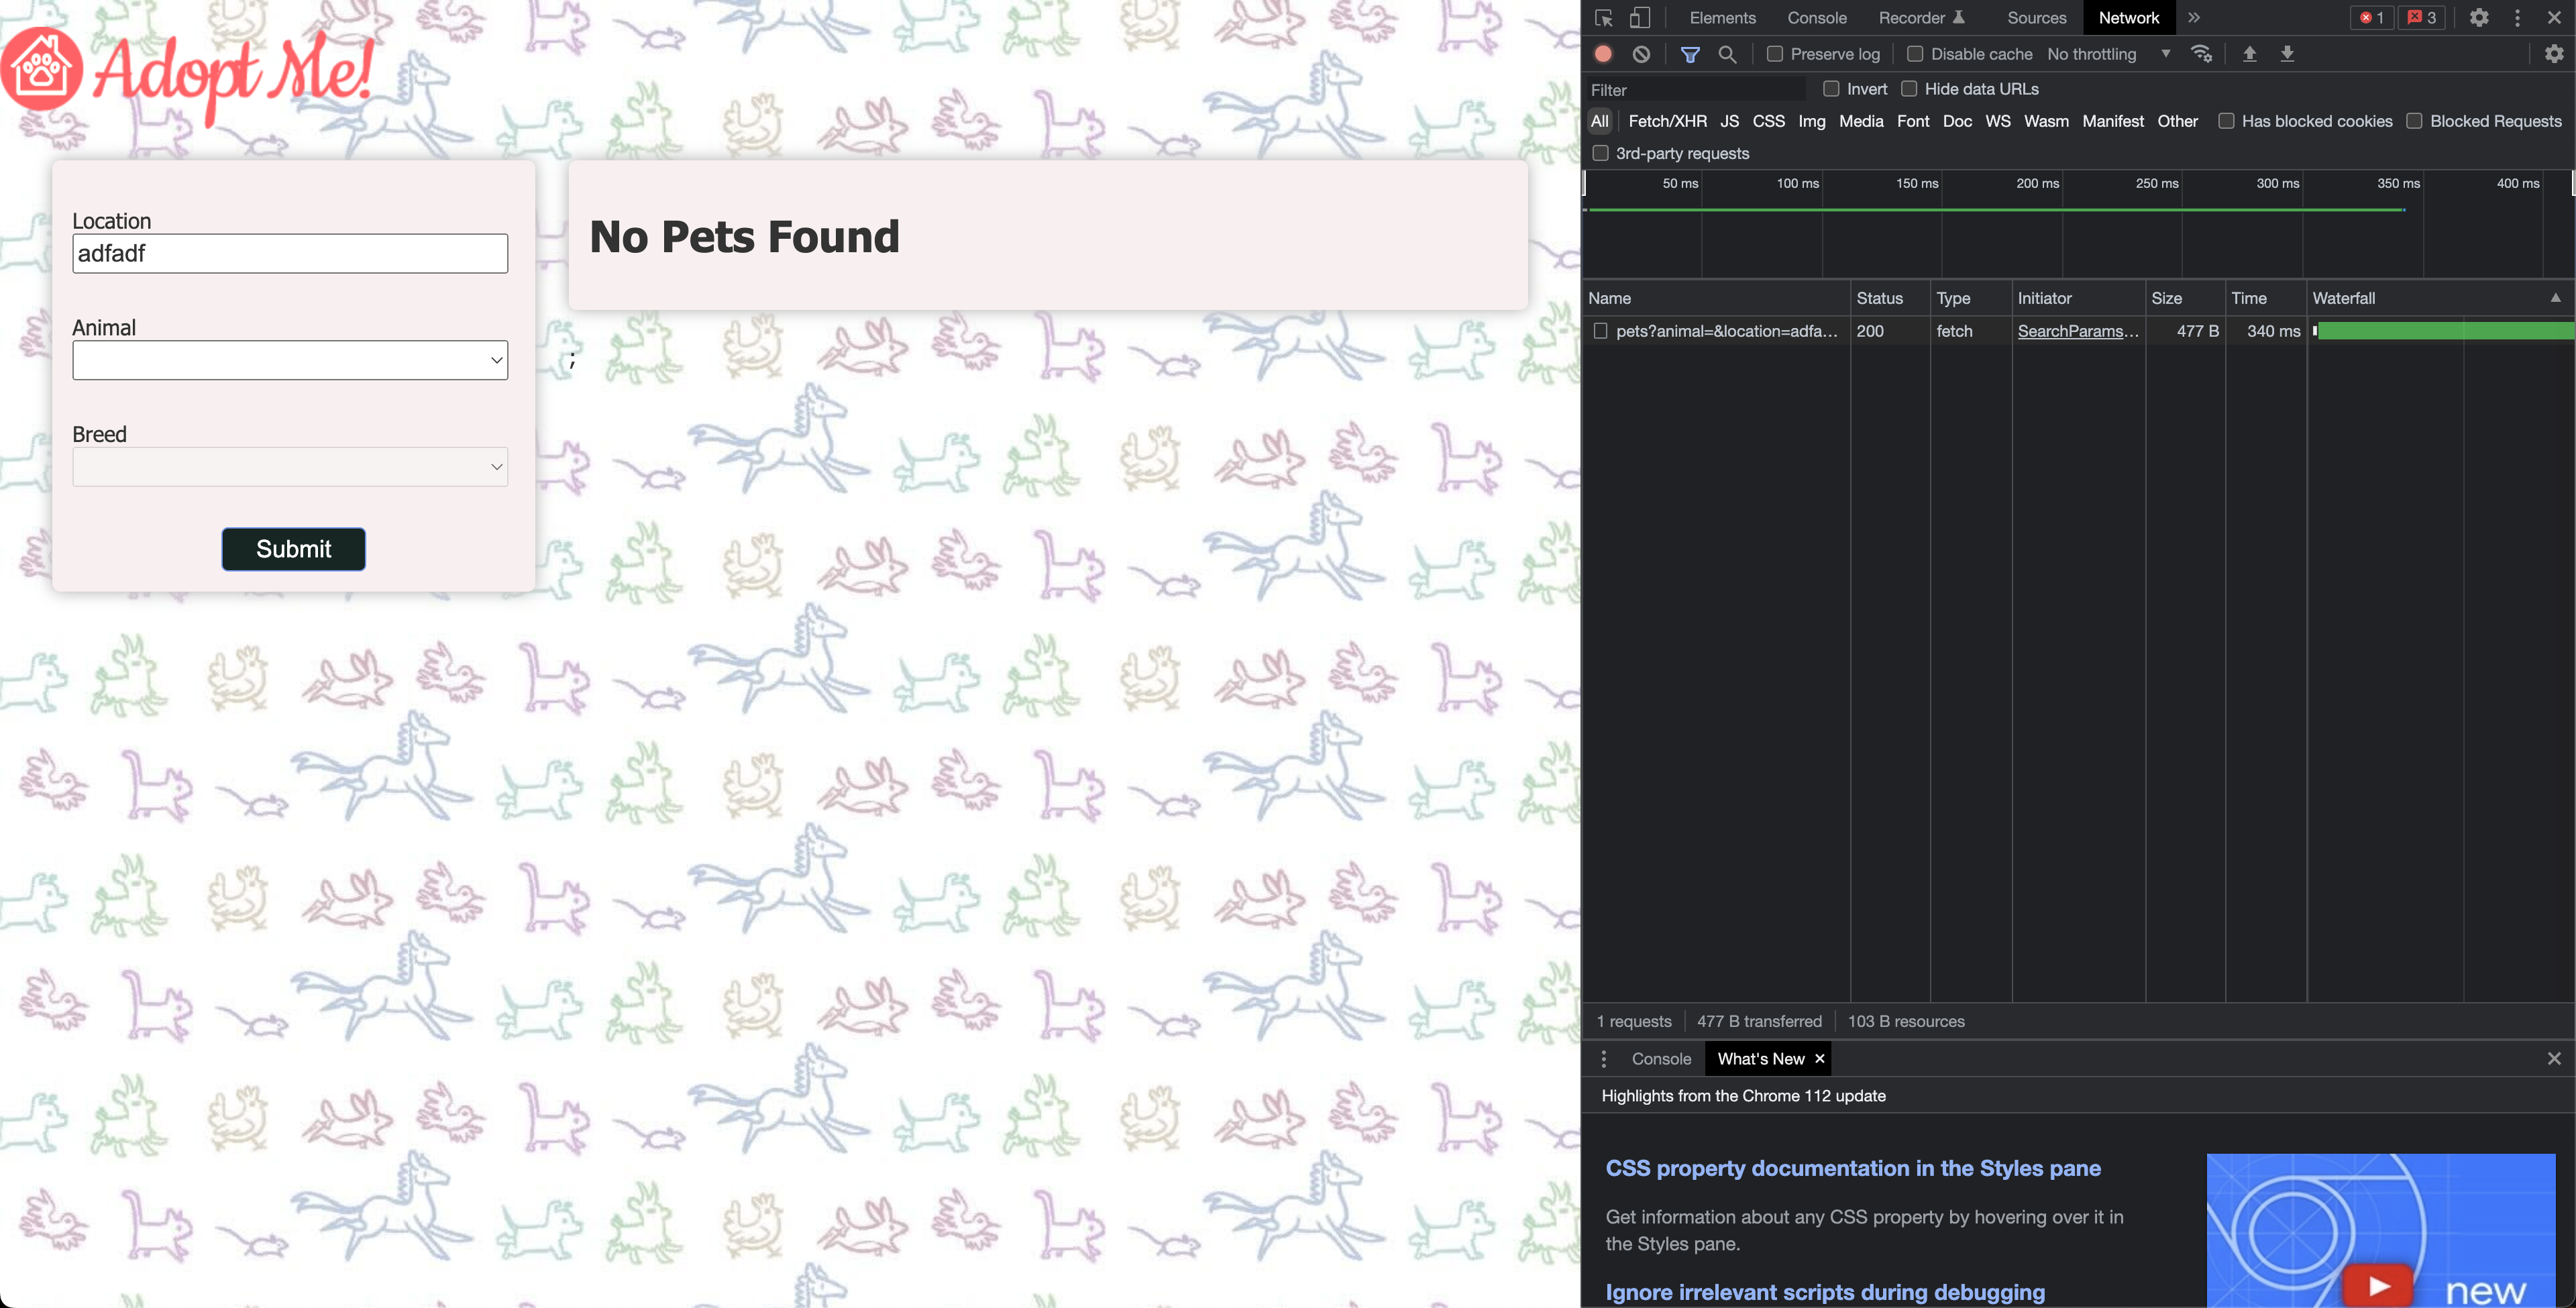 Adopt Me!
Location
adfadf
Animal
Breed
Submit
No Pets Found
;
Elements Console Recorder Sources Network 1 3
Preserve log Disable cache No throttling
Filter Invert Hide data URLs
All Fetch/XHR JS CSS Img Media Font Doc WS Wasm Manifest Other Has blocked cookies Blocked Requests
3rd-party requests
50 ms 100 ms 150 ms 200 ms 250 ms 300 ms 350 ms 400 ms
Name Status Type Initiator Size Time Waterfall
pets?animal=&location=adfa… 200 fetch SearchParams… 477 B 340 ms
1 requests 477 B transferred 103 B resources
Console What's New
Highlights from the Chrome 112 update
CSS property documentation in the Styles pane
Get information about any CSS property by hovering over it in
the Styles pane.
Ignore irrelevant scripts during debugging
new